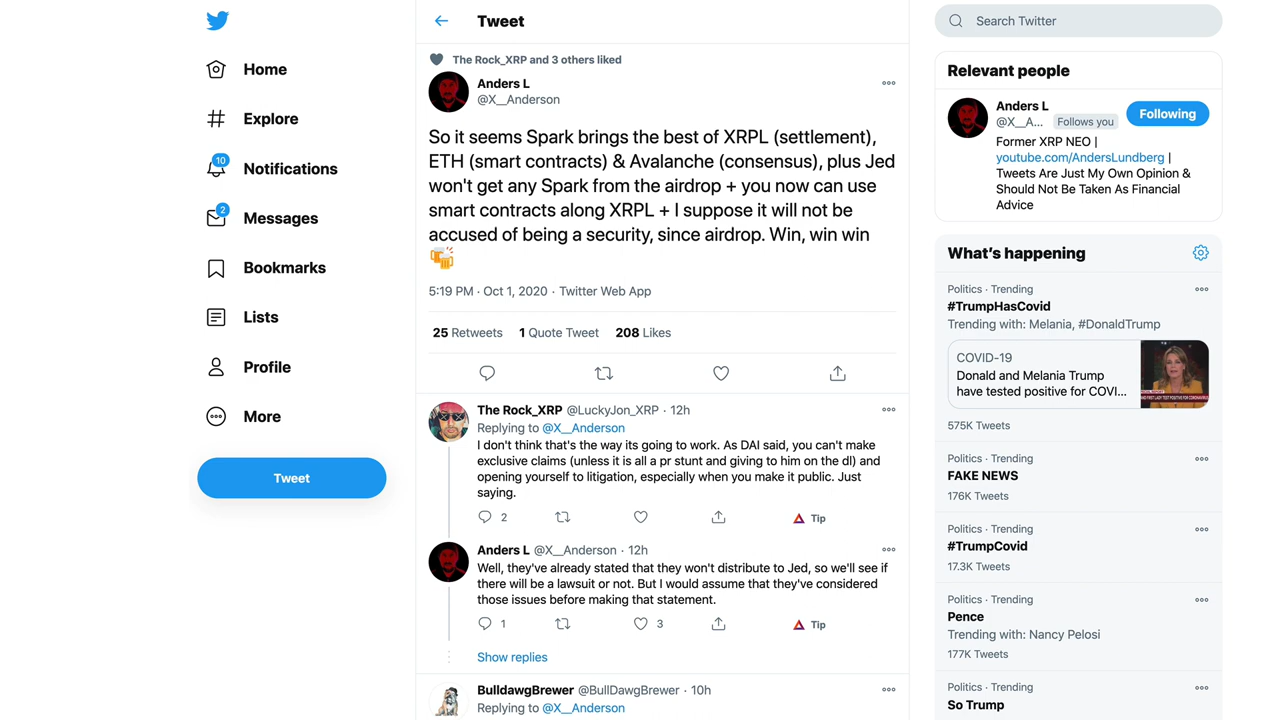 Tweet
Search Twitter
Home
Explore
10
Notifications
2
Messages
Bookmarks
Lists
Profile
More
Tweet
The Rock_XRP and 3 others liked
Anders L
@X__Anderson
So it seems Spark brings the best of XRPL (settlement),
ETH (smart contracts) & Avalanche (consensus), plus Jed
won't get any Spark from the airdrop + you now can use
smart contracts along XRPL + I suppose it will not be
accused of being a security, since airdrop. Win, win win
5:19 PM · Oct 1, 2020 · Twitter Web App
25 Retweets 1 Quote Tweet 208 Likes
The Rock_XRP @LuckyJon_XRP · 12h
Replying to @X__Anderson
I don't think that's the way its going to work. As DAI said, you can't make
exclusive claims (unless it is all a pr stunt and giving to him on the dl) and
opening yourself to litigation, especially when you make it public. Just
saying.
2 Tip
Anders L @X__Anderson · 12h
Well, they've already stated that they won't distribute to Jed, so we'll see if
there will be a lawsuit or not. But I would assume that they've considered
those issues before making that statement.
1 3 Tip
Show replies
BulldawgBrewer @BullDawgBrewer · 10h
Replying to @X__Anderson
Relevant people
Anders L
@X__A... Follows you
Following
Former XRP NEO |
youtube.com/AndersLundberg |
Tweets Are Just My Own Opinion &
Should Not Be Taken As Financial
Advice
What's happening
Politics · Trending
#TrumpHasCovid
Trending with: Melania, #DonaldTrump
COVID-19
Donald and Melania Trump
have tested positive for COVI...
575K Tweets
Politics · Trending
FAKE NEWS
176K Tweets
Politics · Trending
#TrumpCovid
17.3K Tweets
Politics · Trending
Pence
Trending with: Nancy Pelosi
177K Tweets
Politics · Trending
So Trump